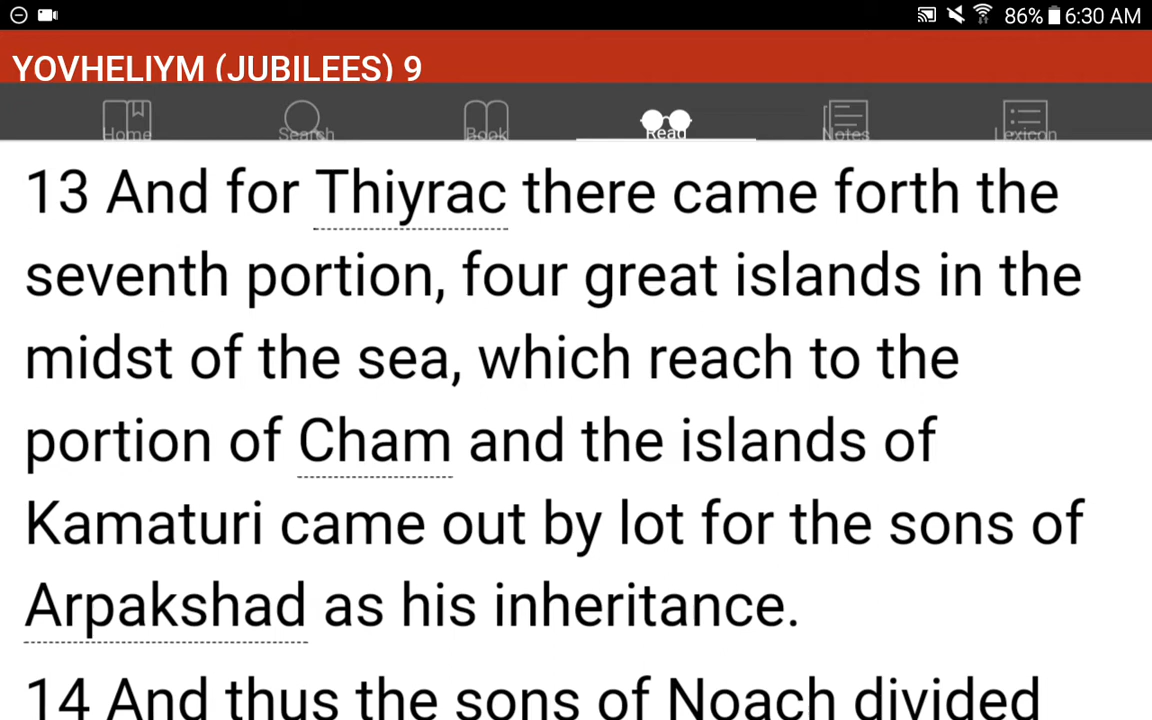 86% 6:30 AM
YOVHELIYM (JUBILEES) 9
Home Search Book Read Notes Lexicon
13 And for Thiyrac there came forth the
seventh portion, four great islands in the
midst of the sea, which reach to the
portion of Cham and the islands of
Kamaturi came out by lot for the sons of
Arpakshad as his inheritance.
14 And thus the sons of Noach divided